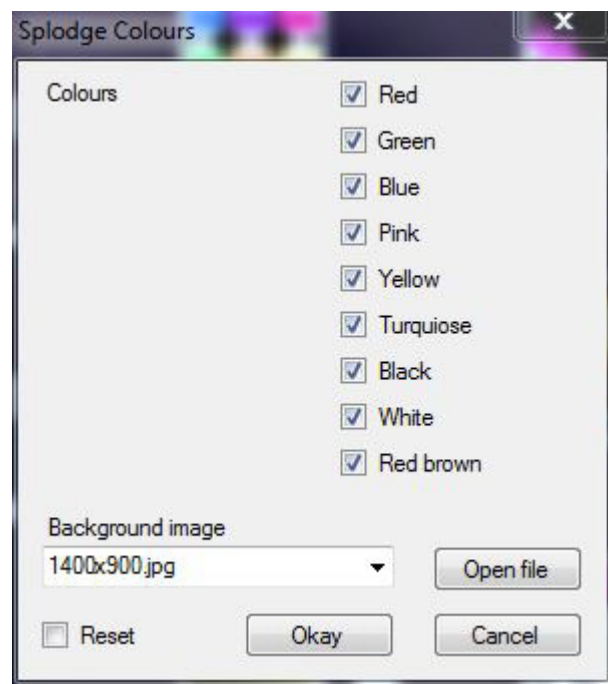 Splodge Colours
Colours
Red
Green
Blue
Pink
Yellow
Turquiose
Black
White
Red brown
Background image
1400x900.jpg
Open file
Reset
Okay
Cancel